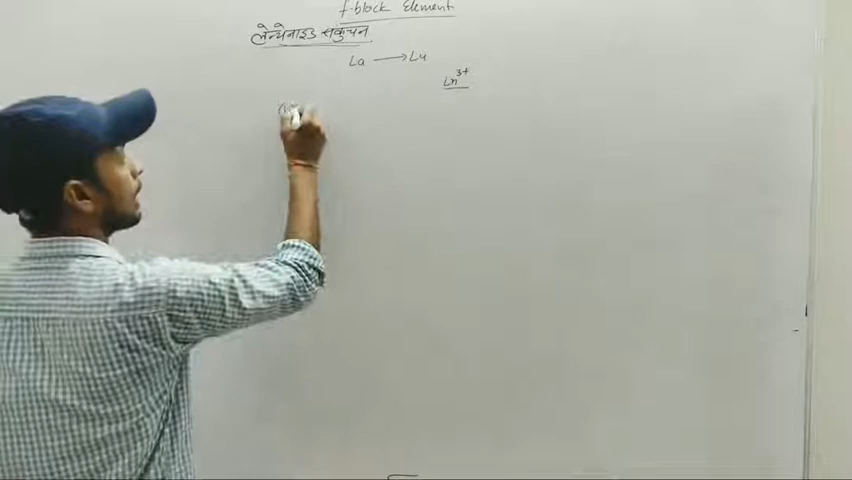 f-block Element
लेन्थेनाइड संकुचन
La → Lu
Ln³⁺